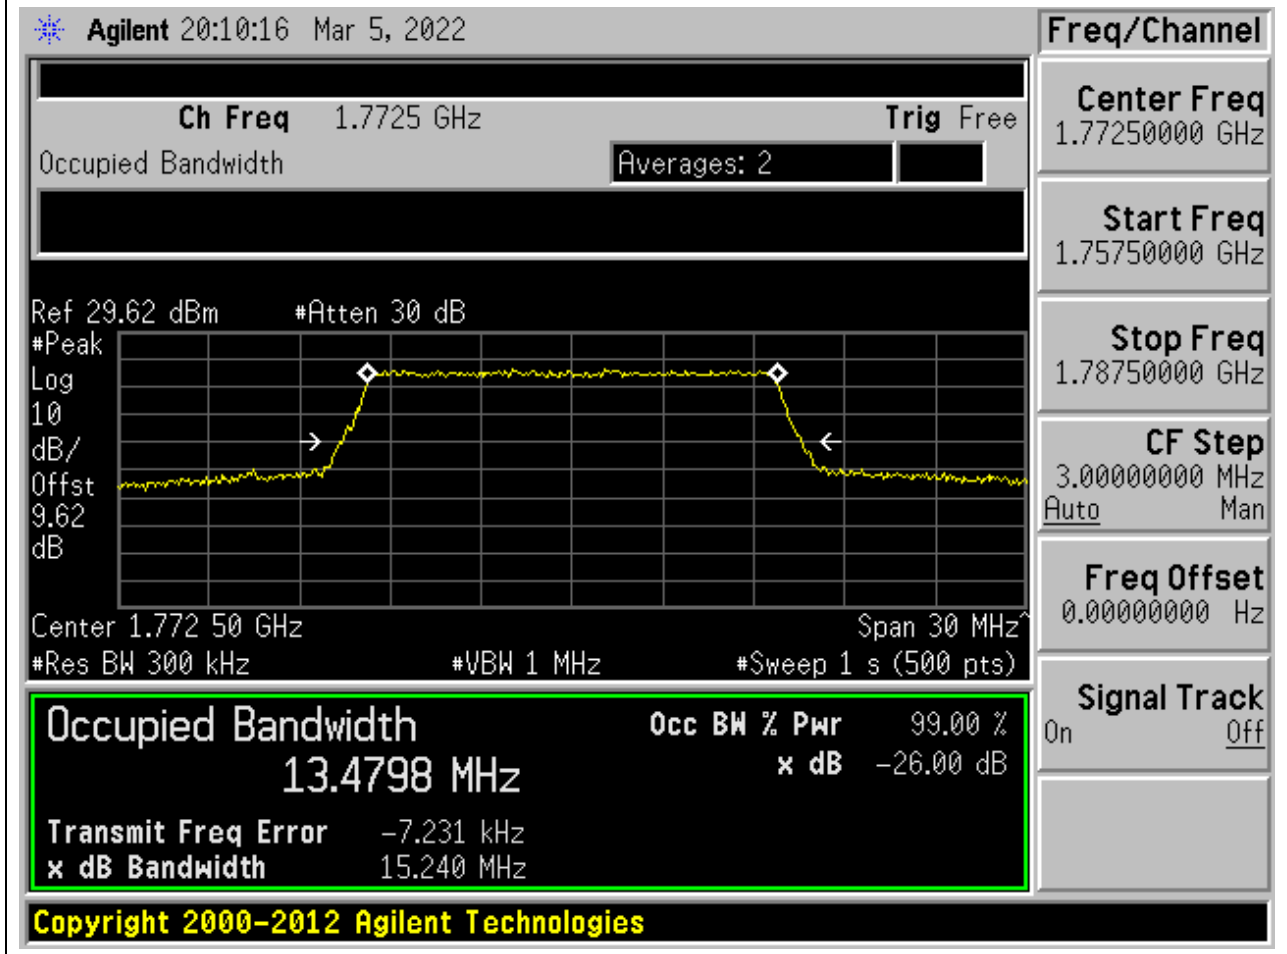 Agilent 20:10:16 Mar 5, 2022
Freq/Channel
Ch Freq 1.7725 GHz Trig Free
Occupied Bandwidth Averages: 2
Center Freq
1.77250000 GHz
Start Freq
1.75750000 GHz
Stop Freq
1.78750000 GHz
CF Step
3.00000000 MHz
Auto Man
Freq Offset
0.00000000 Hz
Signal Track
On Off
Ref 29.62 dBm #Atten 30 dB
#Peak
Log
10
dB/
Offst
9.62
dB
Center 1.772 50 GHz Span 30 MHz^
#Res BW 300 kHz #VBW 1 MHz #Sweep 1 s (500 pts)
Occupied Bandwidth Occ BW % Pwr 99.00 %
13.4798 MHz x dB -26.00 dB
Transmit Freq Error -7.231 kHz
x dB Bandwidth 15.240 MHz
Copyright 2000-2012 Agilent Technologies